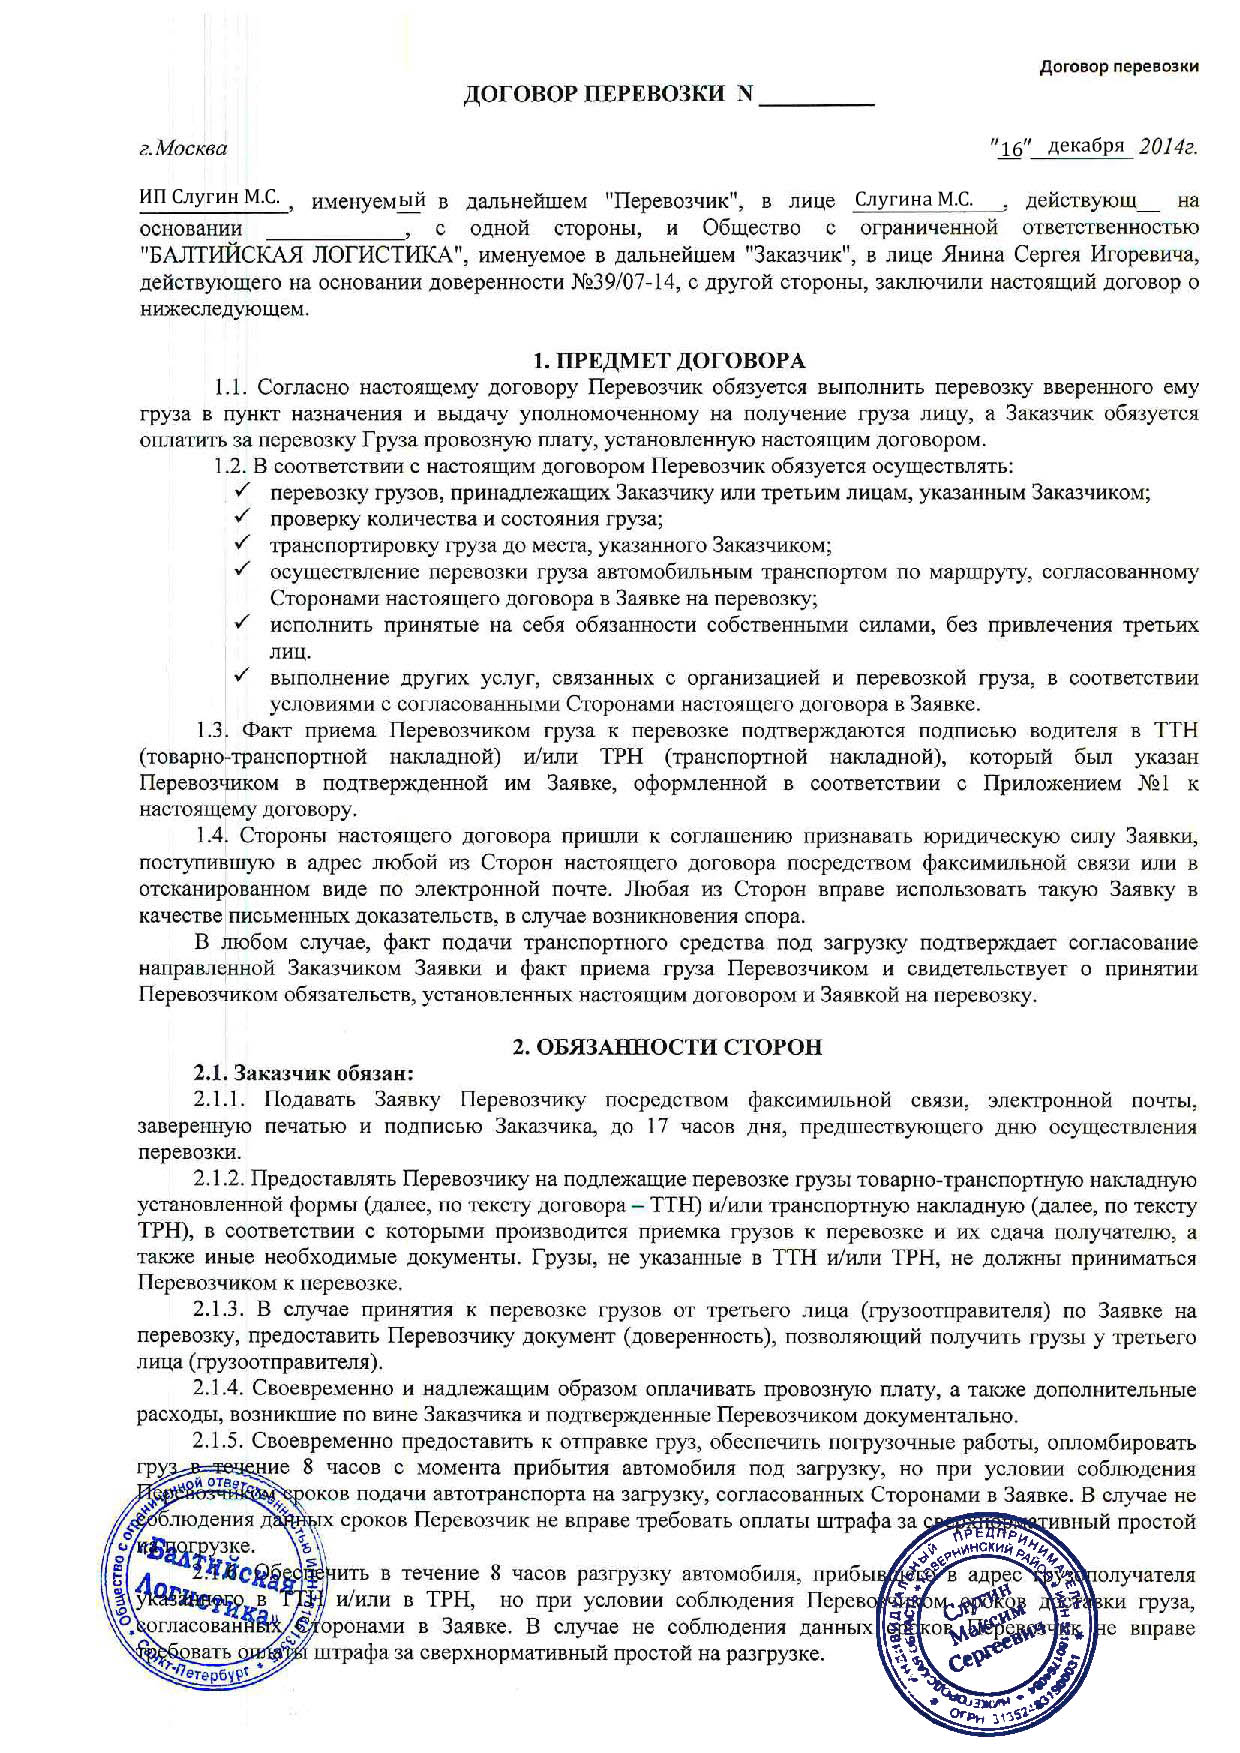 Договор перевозки
ДОГОВОР ПЕРЕВОЗКИ N __________
г.Москва "16" декабря 2014г.
ИП Слугин М.С. , именуемый в дальнейшем "Перевозчик", в лице Слугина М.С. , действующ__ на
основании ____________, с одной стороны, и Общество с ограниченной ответственностью
"БАЛТИЙСКАЯ ЛОГИСТИКА", именуемое в дальнейшем "Заказчик", в лице Янина Сергея Игоревича,
действующего на основании доверенности №39/07-14, с другой стороны, заключили настоящий договор о
нижеследующем.
1. ПРЕДМЕТ ДОГОВОРА
1.1. Согласно настоящему договору Перевозчик обязуется выполнить перевозку вверенного ему
груза в пункт назначения и выдачу уполномоченному на получение груза лицу, а Заказчик обязуется
оплатить за перевозку Груза провозную плату, установленную настоящим договором.
1.2. В соответствии с настоящим договором Перевозчик обязуется осуществлять:
✓ перевозку грузов, принадлежащих Заказчику или третьим лицам, указанным Заказчиком;
✓ проверку количества и состояния груза;
✓ транспортировку груза до места, указанного Заказчиком;
✓ осуществление перевозки груза автомобильным транспортом по маршруту, согласованному
Сторонами настоящего договора в Заявке на перевозку;
✓ исполнить принятые на себя обязанности собственными силами, без привлечения третьих
лиц.
✓ выполнение других услуг, связанных с организацией и перевозкой груза, в соответствии
условиями с согласованными Сторонами настоящего договора в Заявке.
1.3. Факт приема Перевозчиком груза к перевозке подтверждаются подписью водителя в ТТН
(товарно-транспортной накладной) и/или ТРН (транспортной накладной), который был указан
Перевозчиком в подтвержденной им Заявке, оформленной в соответствии с Приложением №1 к
настоящему договору.
1.4. Стороны настоящего договора пришли к соглашению признавать юридическую силу Заявки,
поступившую в адрес любой из Сторон настоящего договора посредством факсимильной связи или в
отсканированном виде по электронной почте. Любая из Сторон вправе использовать такую Заявку в
качестве письменных доказательств, в случае возникновения спора.
В любом случае, факт подачи транспортного средства под загрузку подтверждает согласование
направленной Заказчиком Заявки и факт приема груза Перевозчиком и свидетельствует о принятии
Перевозчиком обязательств, установленных настоящим договором и Заявкой на перевозку.
2. ОБЯЗАННОСТИ СТОРОН
2.1. Заказчик обязан:
2.1.1. Подавать Заявку Перевозчику посредством факсимильной связи, электронной почты,
заверенную печатью и подписью Заказчика, до 17 часов дня, предшествующего дню осуществления
перевозки.
2.1.2. Предоставлять Перевозчику на подлежащие перевозке грузы товарно-транспортную накладную
установленной формы (далее, по тексту договора – ТТН) и/или транспортную накладную (далее, по тексту
ТРН), в соответствии с которыми производится приемка грузов к перевозке и их сдача получателю, а
также иные необходимые документы. Грузы, не указанные в ТТН и/или ТРН, не должны приниматься
Перевозчиком к перевозке.
2.1.3. В случае принятия к перевозке грузов от третьего лица (грузоотправителя) по Заявке на
перевозку, предоставить Перевозчику документ (доверенность), позволяющий получить грузы у третьего
лица (грузоотправителя).
2.1.4. Своевременно и надлежащим образом оплачивать провозную плату, а также дополнительные
расходы, возникшие по вине Заказчика и подтвержденные Перевозчиком документально.
2.1.5. Своевременно предоставить к отправке груз, обеспечить погрузочные работы, опломбировать
груз в течение 8 часов с момента прибытия автомобиля под загрузку, но при условии соблюдения
Перевозчиком сроков подачи автотранспорта на загрузку, согласованных Сторонами в Заявке. В случае не
соблюдения данных сроков Перевозчик не вправе требовать оплаты штрафа за сверхнормативный простой
на погрузке.
2.1.6. Обеспечить в течение 8 часов разгрузку автомобиля, прибывшего в адрес грузополучателя
указанного в ТТН и/или в ТРН, но при условии соблюдения Перевозчиком сроков доставки груза,
согласованных Сторонами в Заявке. В случае не соблюдения данных сроков Перевозчик не вправе
требовать оплаты штрафа за сверхнормативный простой на разгрузке.
Общество с ограниченной ответственностью
"Балтийская
Логистика"
Санкт-Петербург
ИНДИВИДУАЛЬНЫЙ ПРЕДПРИНИМАТЕЛЬ
Слугин
Максим
Сергеевич